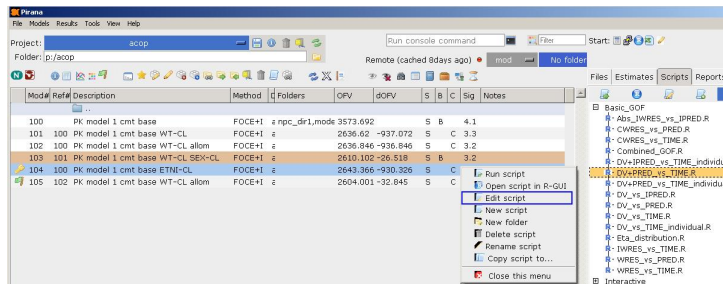 Pirana
File Models Results Tools View Help
Project: acop Run console command Filter Start:
Folder: p:/acop Remote (cached 8days ago) mod No folder
Files Estimates Scripts Reports
Mod# Ref# Description Method D Folders OFV dOFV S B C Sig Notes
..
100 PK model 1 cmt base FOCE+I a npc_dir1,mode 3573.692 S B 4.1
101 100 PK model 1 cmt base WT-CL FOCE+I a 2636.62 -937.072 S C 3.3
102 100 PK model 1 cmt base WT-CL allom FOCE+I a 2636.846 -936.846 S C 3.2
103 101 PK model 1 cmt base WT-CL SEX-CL FOCE+I a 2610.102 -26.518 S B 3.2
104 100 PK model 1 cmt base ETNI-CL FOCE+I a 2643.366 -930.326 S C
105 102 PK model 1 cmt base WT-CL allom FOCE+I a 2604.001 -32.845 S C
Run script
Open script in R-GUI
Edit script
New script
New folder
Delete script
Rename script
Copy script to...
Close this menu
Basic_GOF
Abs_IWRES_vs_IPRED.R
CWRES_vs_PRED.R
CWRES_vs_TIME.R
Combined_GOF.R
DV+IPRED_vs_TIME_individu
DV+PRED_vs_TIME.R
DV+PRED_vs_TIME_individua
DV_vs_IPRED.R
DV_vs_PRED.R
DV_vs_TIME.R
DV_vs_TIME_individual.R
Eta_distribution.R
IWRES_vs_TIME.R
WRES_vs_PRED.R
WRES_vs_TIME.R
Interactive